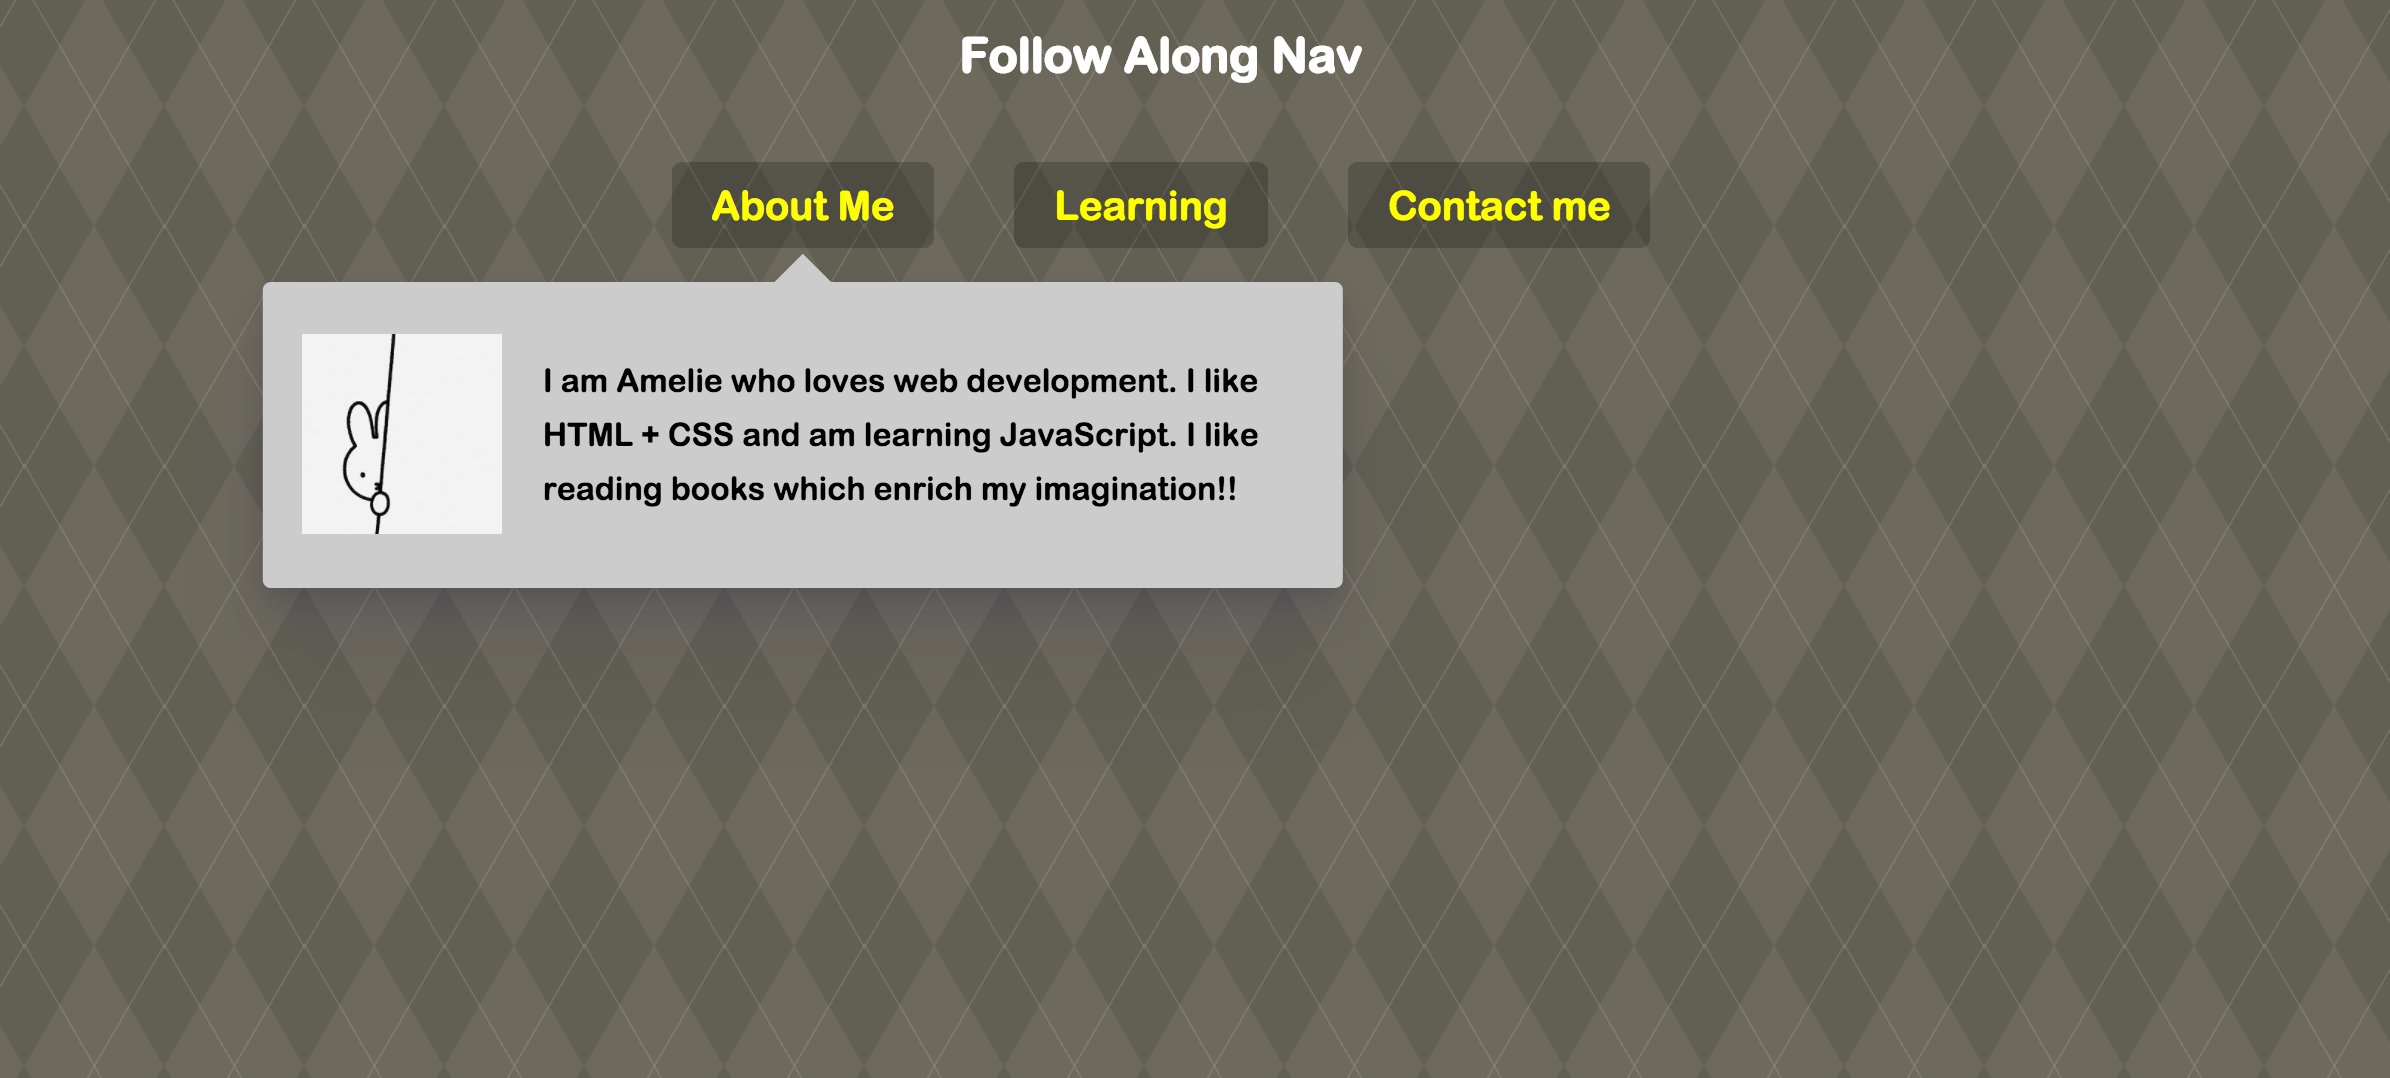 Follow Along Nav
About Me
Learning
Contact me
I am Amelie who loves web development. I like
HTML + CSS and am learning JavaScript. I like
reading books which enrich my imagination!!